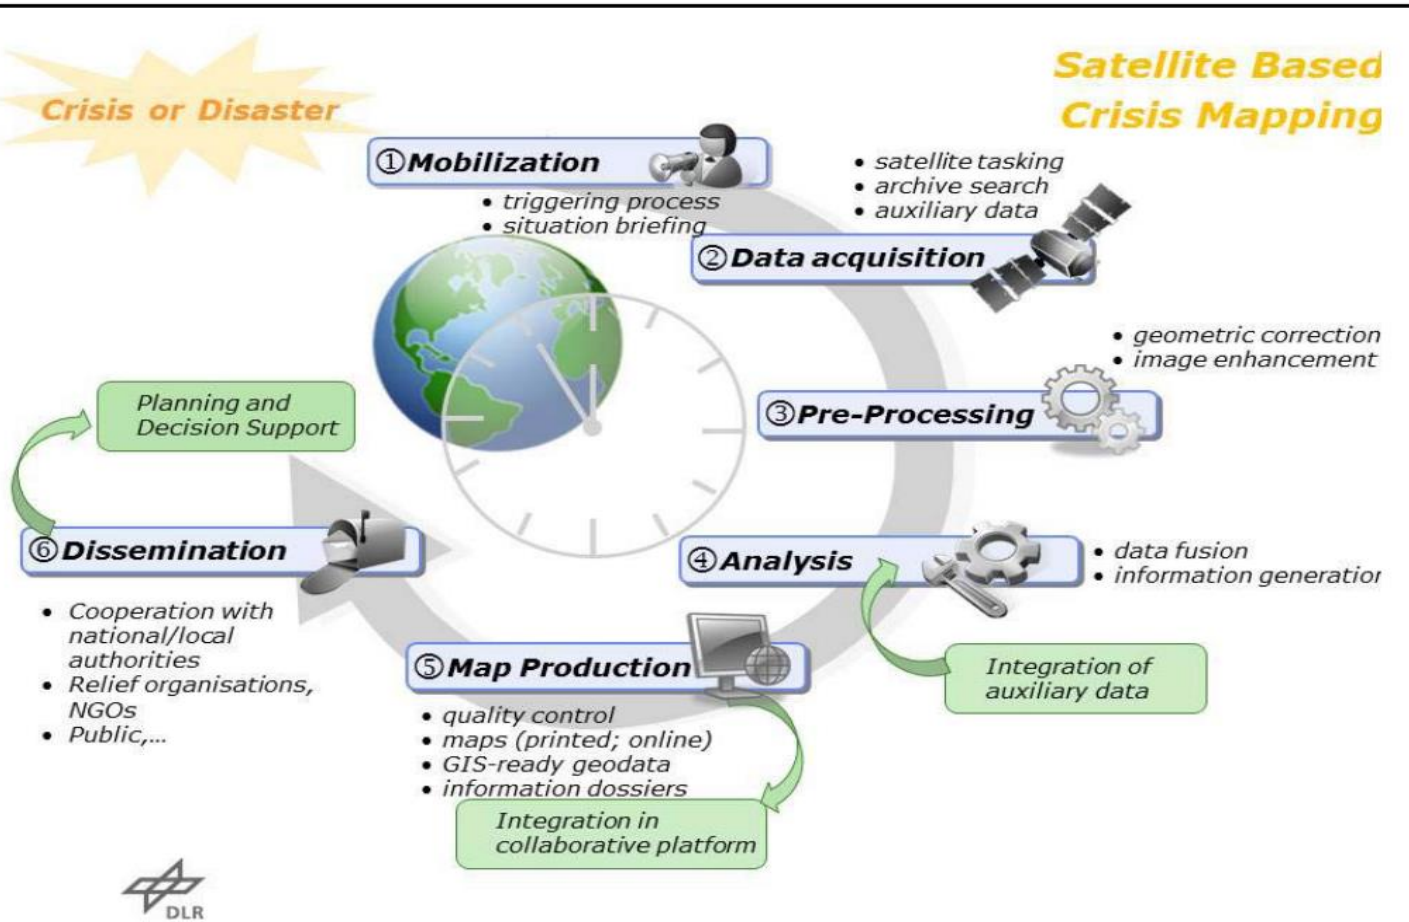 Crisis or Disaster
Satellite Based
Crisis Mapping
①Mobilization
• triggering process
• situation briefing
• satellite tasking
• archive search
• auxiliary data
②Data acquisition
• geometric correction
• image enhancement
③Pre-Processing
④Analysis
• data fusion
• information generation
Integration of
auxiliary data
⑤Map Production
• quality control
• maps (printed; online)
• GIS-ready geodata
• information dossiers
Integration in
collaborative platform
⑥Dissemination
• Cooperation with
national/local
authorities
• Relief organisations,
NGOs
• Public,...
Planning and
Decision Support
DLR